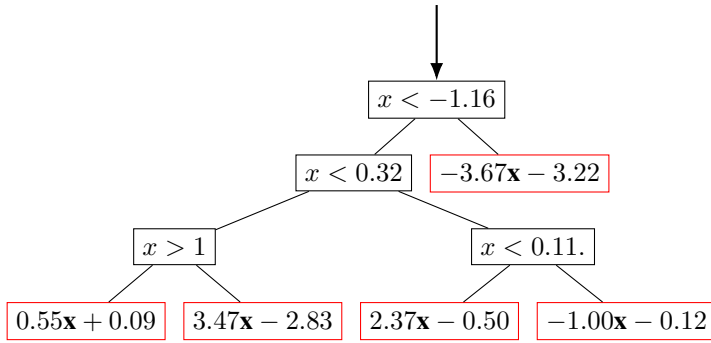 x < −1.16
x < 0.32
−3.67x − 3.22
x > 1
x < 0.11.
0.55x + 0.09
3.47x − 2.83
2.37x − 0.50
−1.00x − 0.12